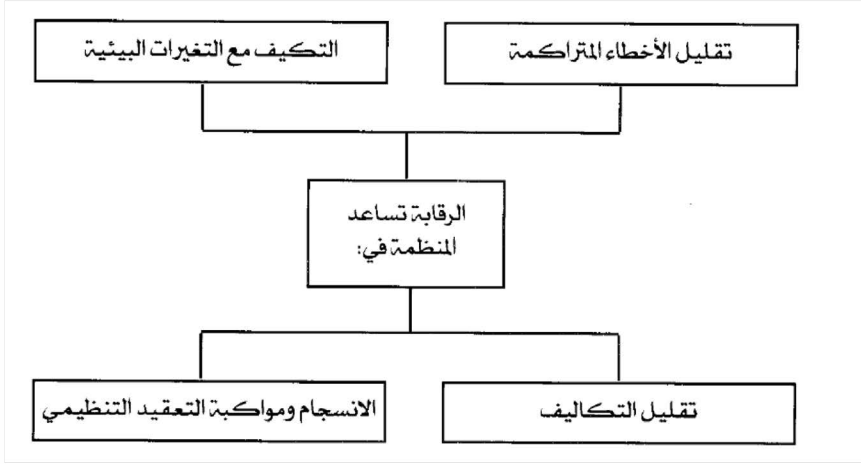 تقليل الأخطاء المتراكمة
التكيف مع التغيرات البيئية
الرقابة تساعد
المنظمة في:
تقليل التكاليف
الانسجام ومواكبة التعقيد التنظيمي